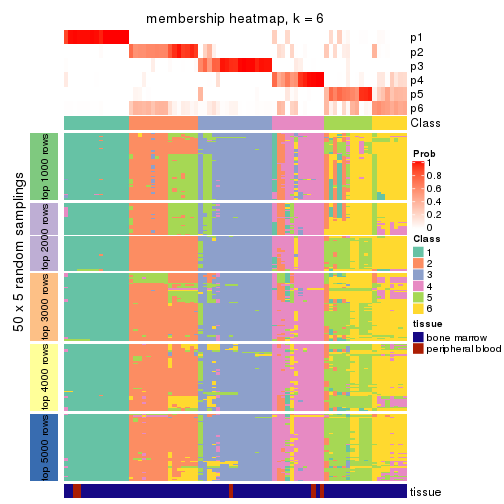 membership heatmap, k = 6
p1
p2
p3
p4
p5
p6
Class
50 x 5 random samplings
top 1000 rows
top 2000 rows
top 3000 rows
top 4000 rows
top 5000 rows
Prob
1
0.8
0.6
0.4
0.2
0
Class
1
2
3
4
5
6
tissue
bone marrow
peripheral blood
tissue